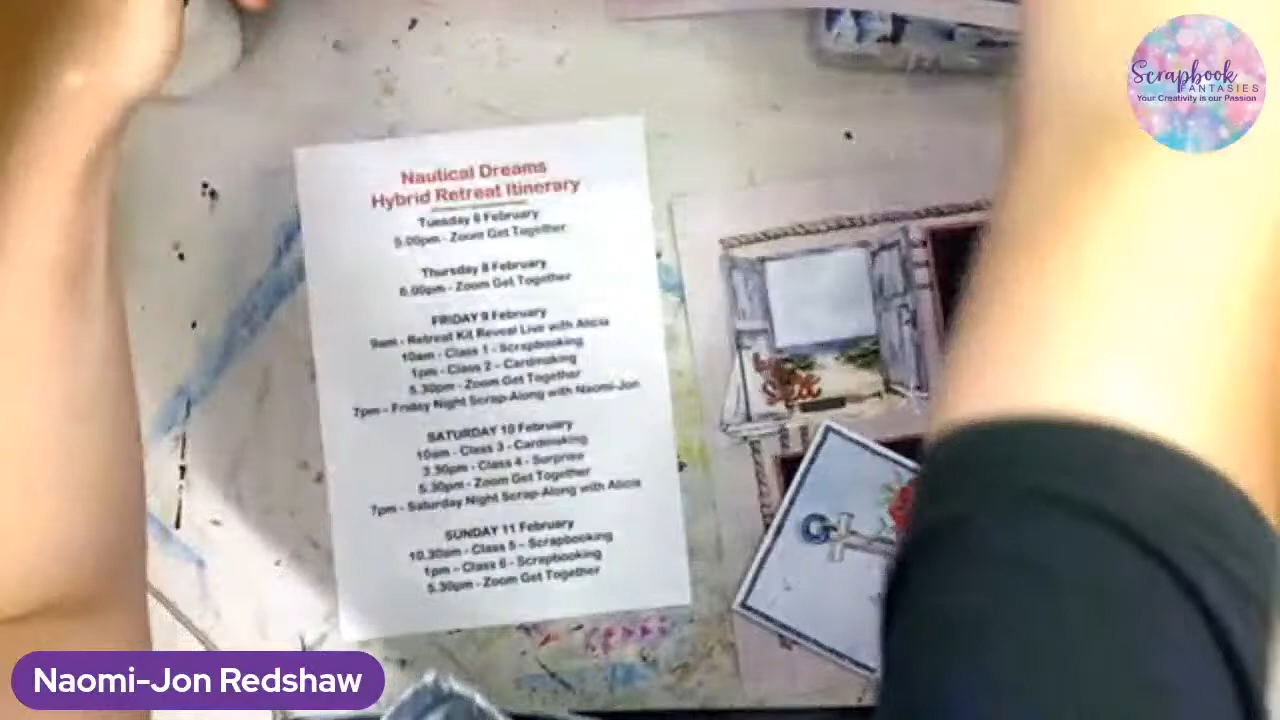 Scrapbook
FANTASIES
Your Creativity is our Passion
Nautical Dreams
Hybrid Retreat Itinerary
Tuesday 6 February
5.00pm - Zoom Get Together
Thursday 8 February
6.00pm - Zoom Get Together
FRIDAY 9 February
9am - Retreat Kit Reveal Live with Alicia
10am - Class 1 - Scrapbooking
1pm - Class 2 - Cardmaking
5.30pm - Zoom Get Together
7pm - Friday Night Scrap-Along with Naomi-Jon
SATURDAY 10 February
10am - Class 3 - Cardmaking
3.30pm - Class 4 - Surprise
5.30pm - Zoom Get Together
7pm - Saturday Night Scrap-Along with Alicia
SUNDAY 11 February
10.30am - Class 5 - Scrapbooking
1pm - Class 6 - Scrapbooking
5.30pm - Zoom Get Together
Naomi-Jon Redshaw